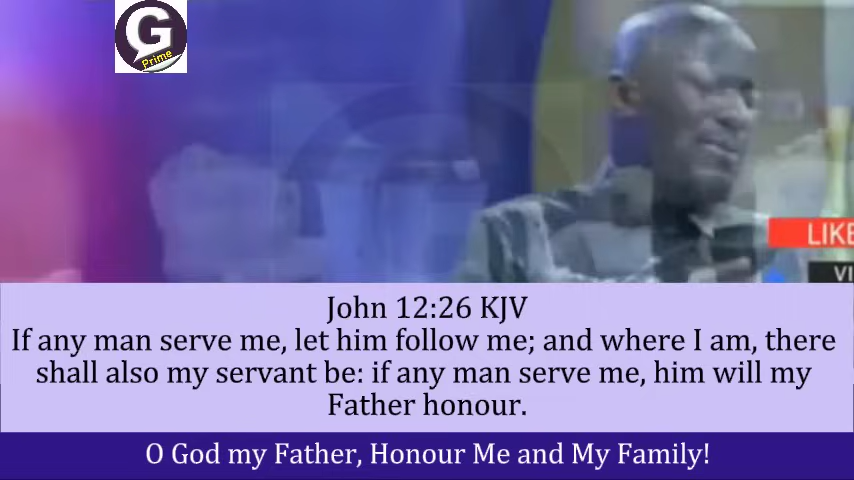 G
Prime
LIKE
VI
John 12:26 KJV
If any man serve me, let him follow me; and where I am, there
shall also my servant be: if any man serve me, him will my
Father honour.
O God my Father, Honour Me and My Family!